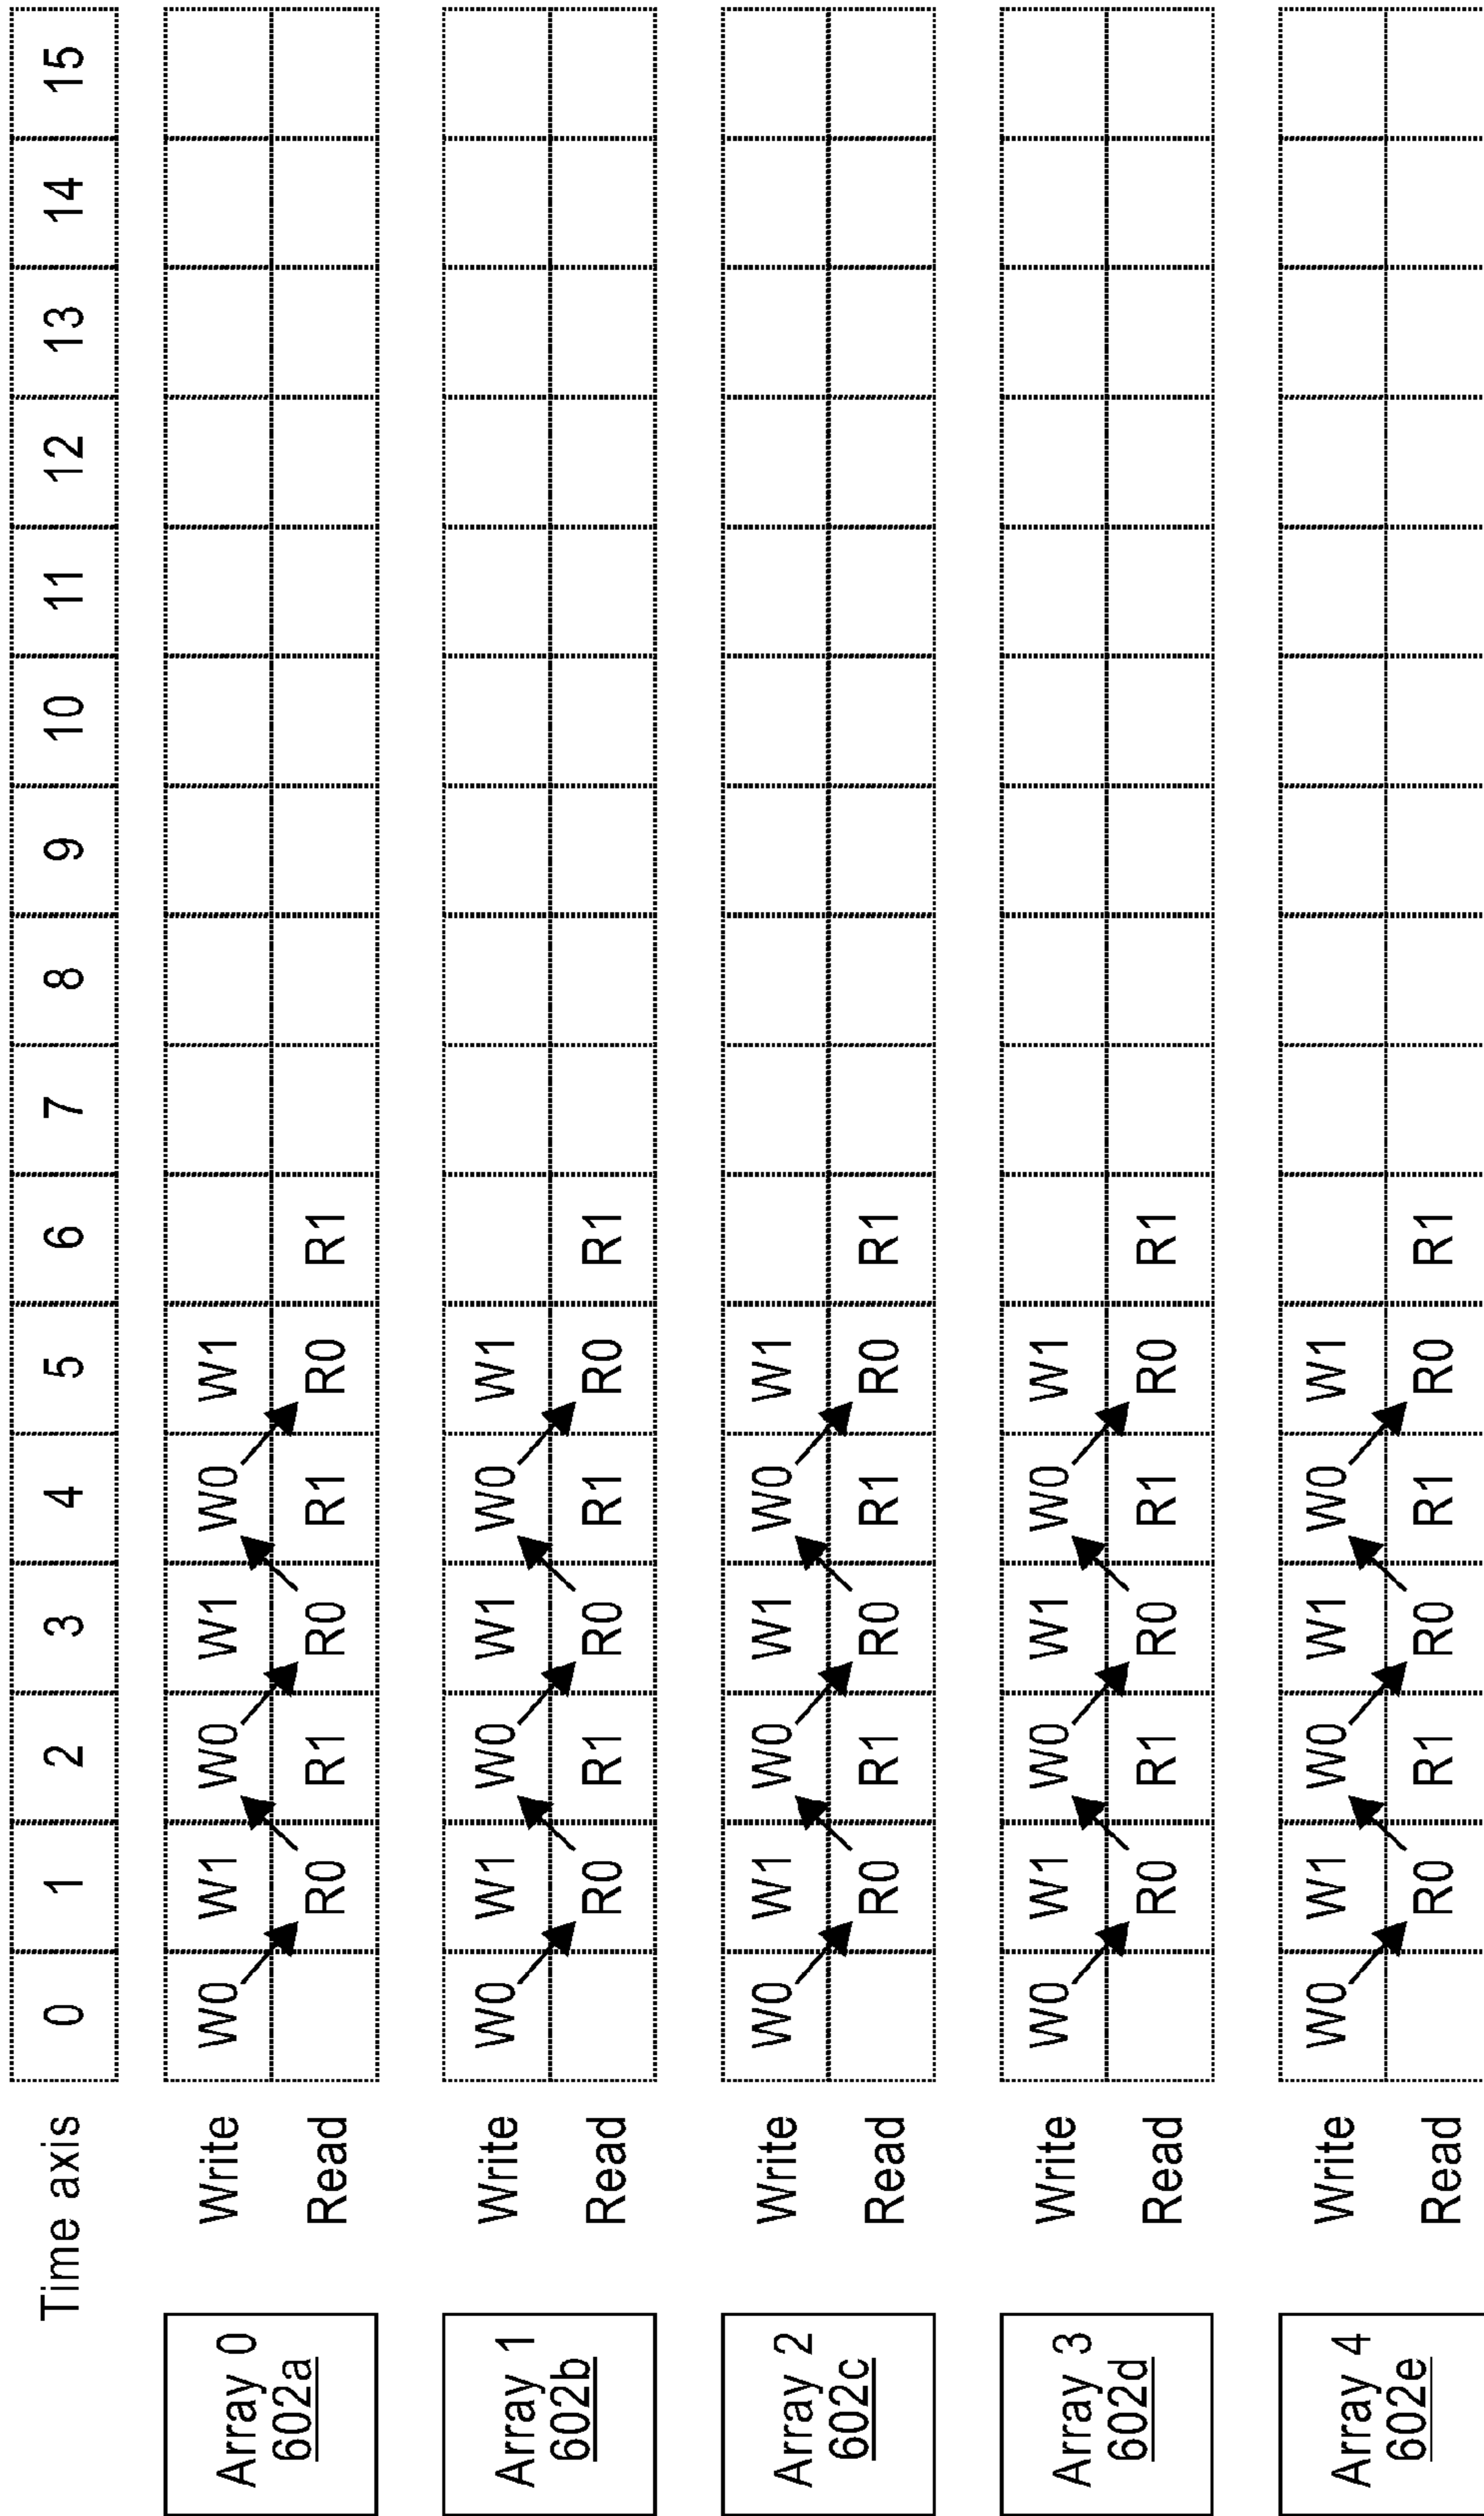 Time axis 0 1 2 3 4 5 6 7 8 9 10 11 12 13 14 15
Array 0
602a
Write W0 W1 W0 W1 W0 W1
Read R0 R1 R0 R1 R0 R1
Array 1
602b
Write W0 W1 W0 W1 W0 W1
Read R0 R1 R0 R1 R0 R1
Array 2
602c
Write W0 W1 W0 W1 W0 W1
Read R0 R1 R0 R1 R0 R1
Array 3
602d
Write W0 W1 W0 W1 W0 W1
Read R0 R1 R0 R1 R0 R1
Array 4
602e
Write W0 W1 W0 W1 W0 W1
Read R0 R1 R0 R1 R0 R1